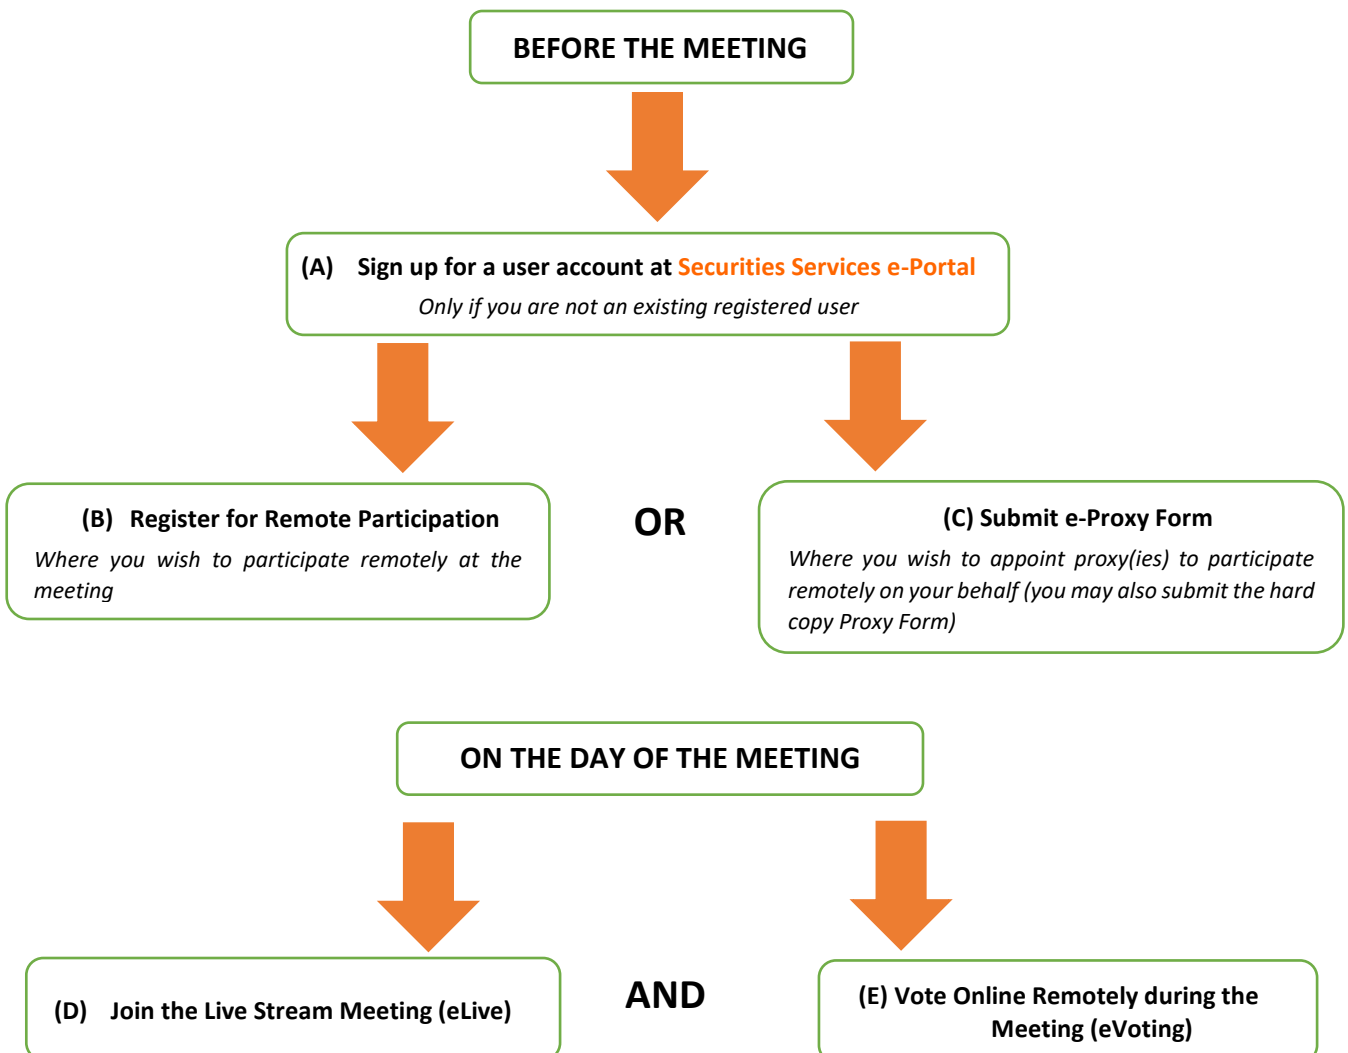 BEFORE THE MEETING
(A) Sign up for a user account at Securities Services e-Portal
Only if you are not an existing registered user
(B) Register for Remote Participation
Where you wish to participate remotely at the
meeting
OR
(C) Submit e-Proxy Form
Where you wish to appoint proxy(ies) to participate
remotely on your behalf (you may also submit the hard
copy Proxy Form)
ON THE DAY OF THE MEETING
(D) Join the Live Stream Meeting (eLive)
AND
(E) Vote Online Remotely during the
Meeting (eVoting)